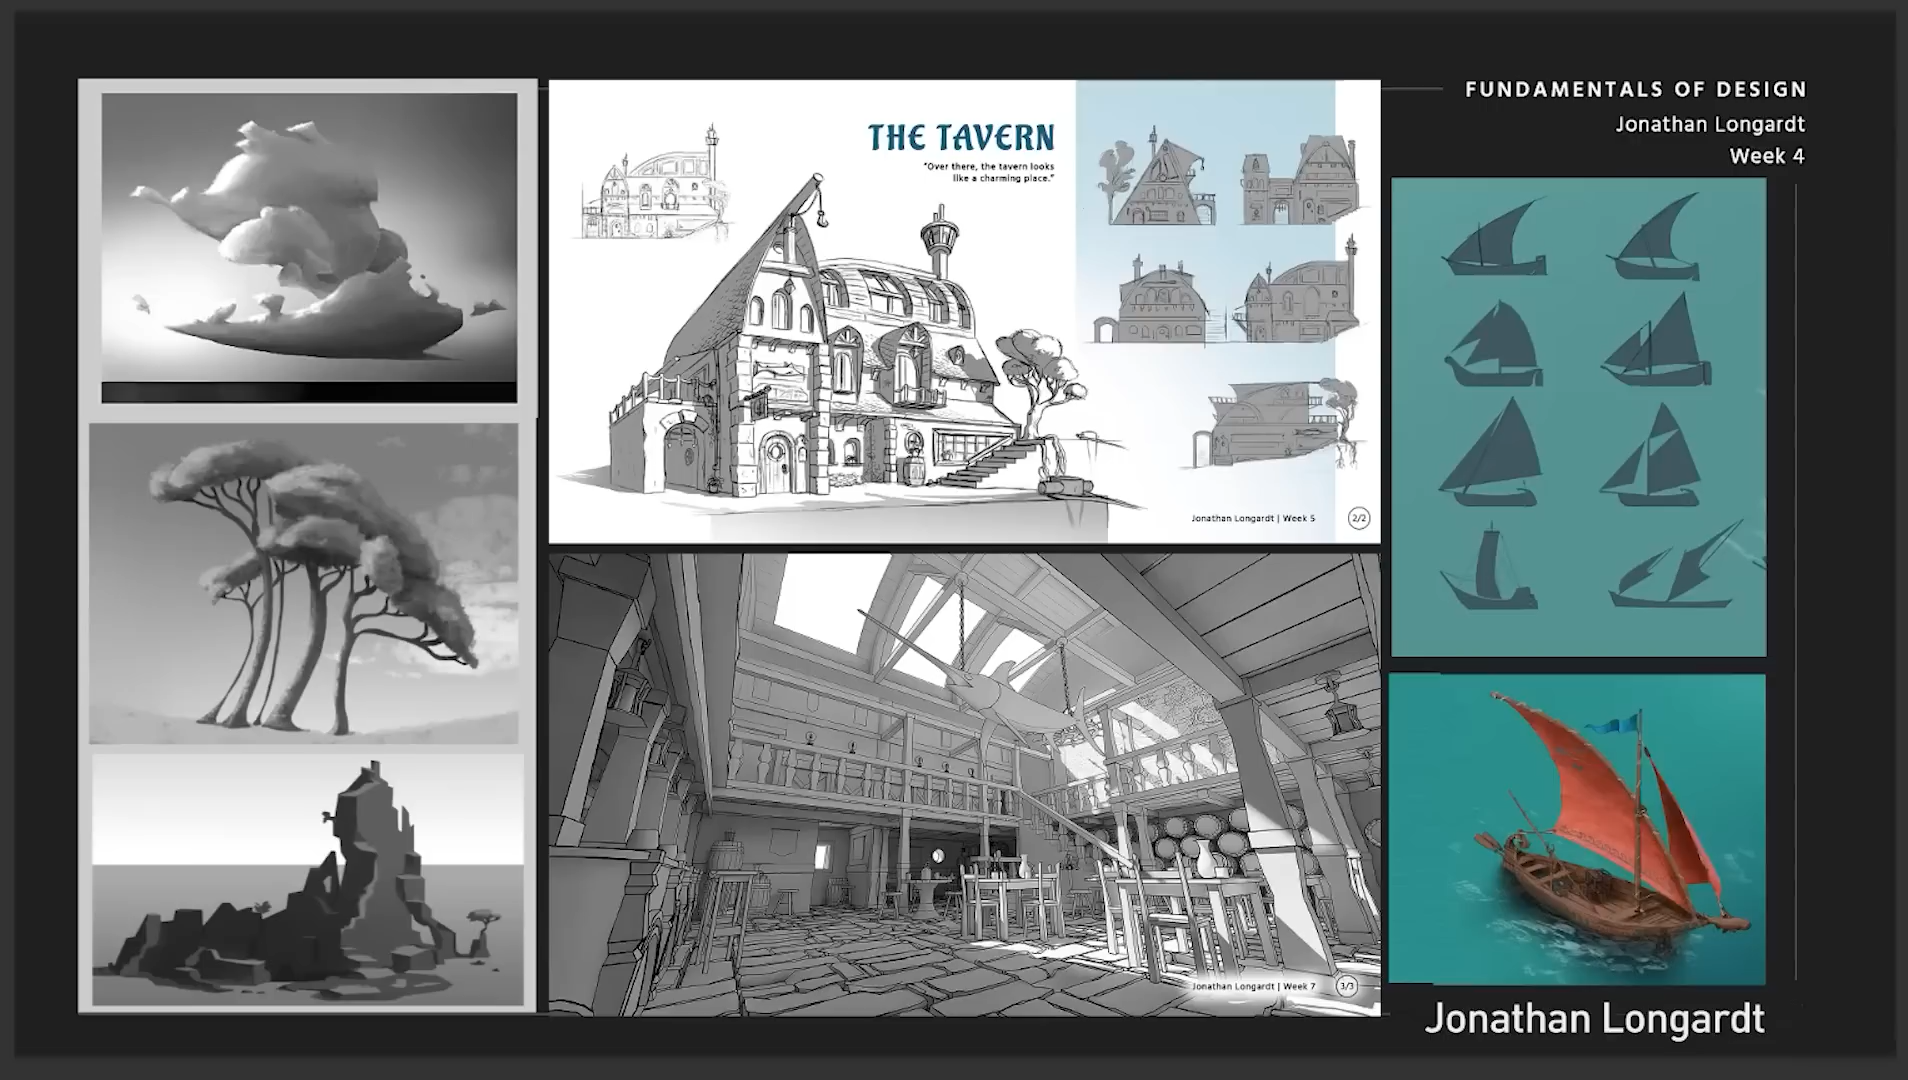 FUNDAMENTALS OF DESIGN
Jonathan Longardt
Week 4
THE TAVERN
"Over there, the tavern looks
like a charming place."
Jonathan Longardt | Week 5
2/2
Jonathan Longardt | Week 7
3/3
Jonathan Longardt